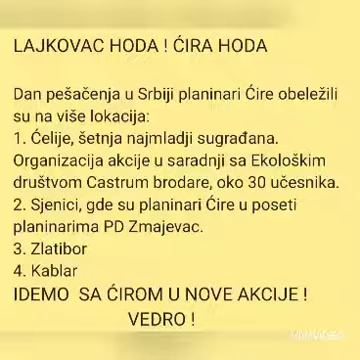 LAJKOVAC HODA ! ĆIRA HODA
Dan pešačenja u Srbiji planinari Ćire obeležili
su na više lokacija:
1. Ćelije, šetnja najmladji sugrađana.
Organizacija akcije u saradnji sa Ekološkim
društvom Castrum brodare, oko 30 učesnika.
2. Sjenici, gde su planinari Ćire u poseti
planinarima PD Zmajevac.
3. Zlatibor
4. Kablar
IDEMO SA ĆIROM U NOVE AKCIJE !
VEDRO !